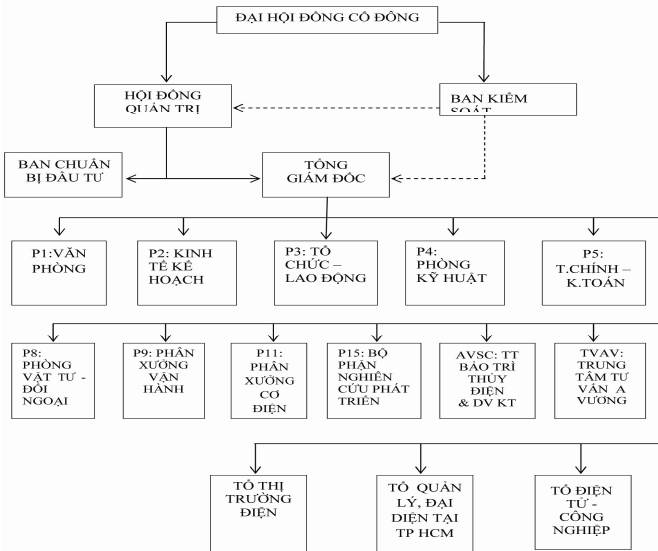 ĐẠI HỘI ĐỒNG CỔ ĐÔNG
HỘI ĐỒNG
QUẢN TRỊ
BAN KIỂM
SOÁT
BAN CHUẨN
BỊ ĐẦU TƯ
TỔNG
GIÁM ĐỐC
P1:VĂN
PHÒNG
P2: KINH
TẾ KẾ
HOẠCH
P3: TỔ
CHỨC –
LAO ĐỘNG
P4:
PHÒNG
KỸ HUẬT
P5:
T.CHÍNH –
K.TOÁN
P8:
PHÒNG
VẬT TƯ -
ĐỐI
NGOẠI
P9: PHÂN
XƯỞNG
VẬN
HÀNH
P11:
PHÂN
XƯỞNG
CƠ
ĐIỆN
P15: BỘ
PHẬN
NGHIÊN
CỨU PHÁT
TRIỂN
AVSC: TT
BẢO TRÌ
THỦY
ĐIỆN
& DV KT
TVAV:
TRUNG
TÂM TƯ
VẤN A
VƯƠNG
TỔ THỊ
TRƯỜNG
ĐIỆN
TỔ QUẢN
LÝ, ĐẠI
DIỆN TẠI
TP HCM
TỔ ĐIỆN
TỬ -
CÔNG
NGHIỆP